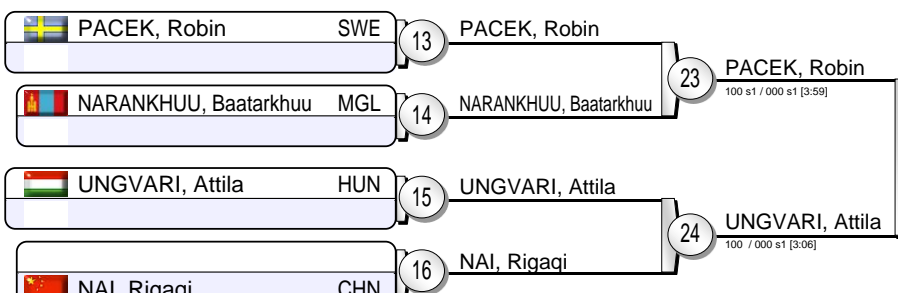 PACEK, Robin SWE
13
PACEK, Robin
23
PACEK, Robin
100 s1 / 000 s1 [3:59]
NARANKHUU, Baatarkhuu MGL
14
NARANKHUU, Baatarkhuu
UNGVARI, Attila HUN
15
UNGVARI, Attila
24
UNGVARI, Attila
100 / 000 s1 [3:06]
NAI, Rigaqi CHN
16
NAI, Rigaqi